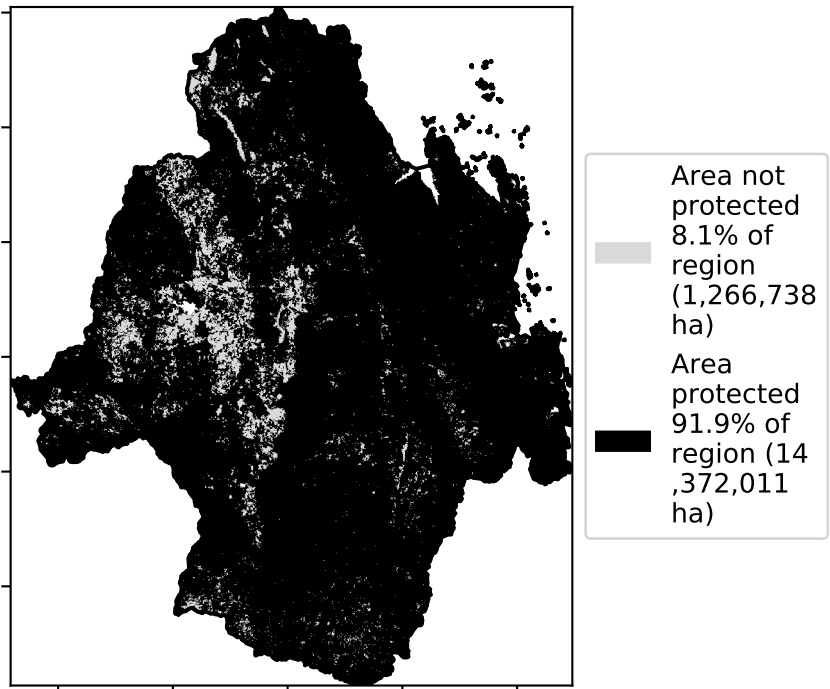 Area not
protected
8.1% of
region
(1,266,738
ha)
Area
protected
91.9% of
region (14
,372,011
ha)